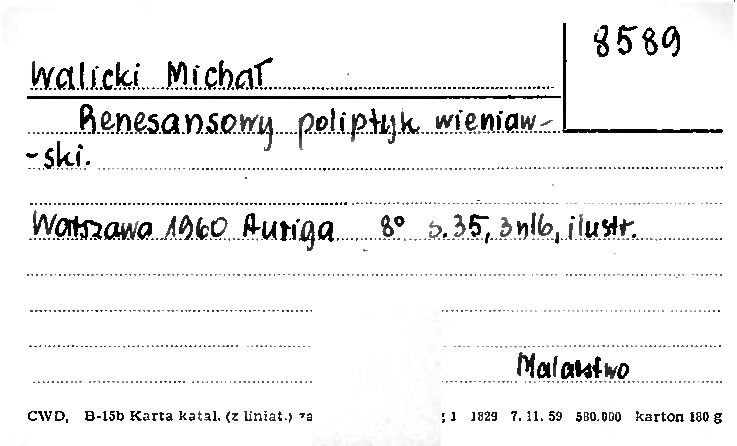 8589
Walicki Michał
Renesansowy poliptyk wieniaw-
-ski.
Warszawa 1960 Auriga 8° s.35, 3nlb, ilustr.
Malarstwo
CWD, B-15b Karta katal. (z liniat.) 1 1829 7.11.59 580.000 karton 180 g